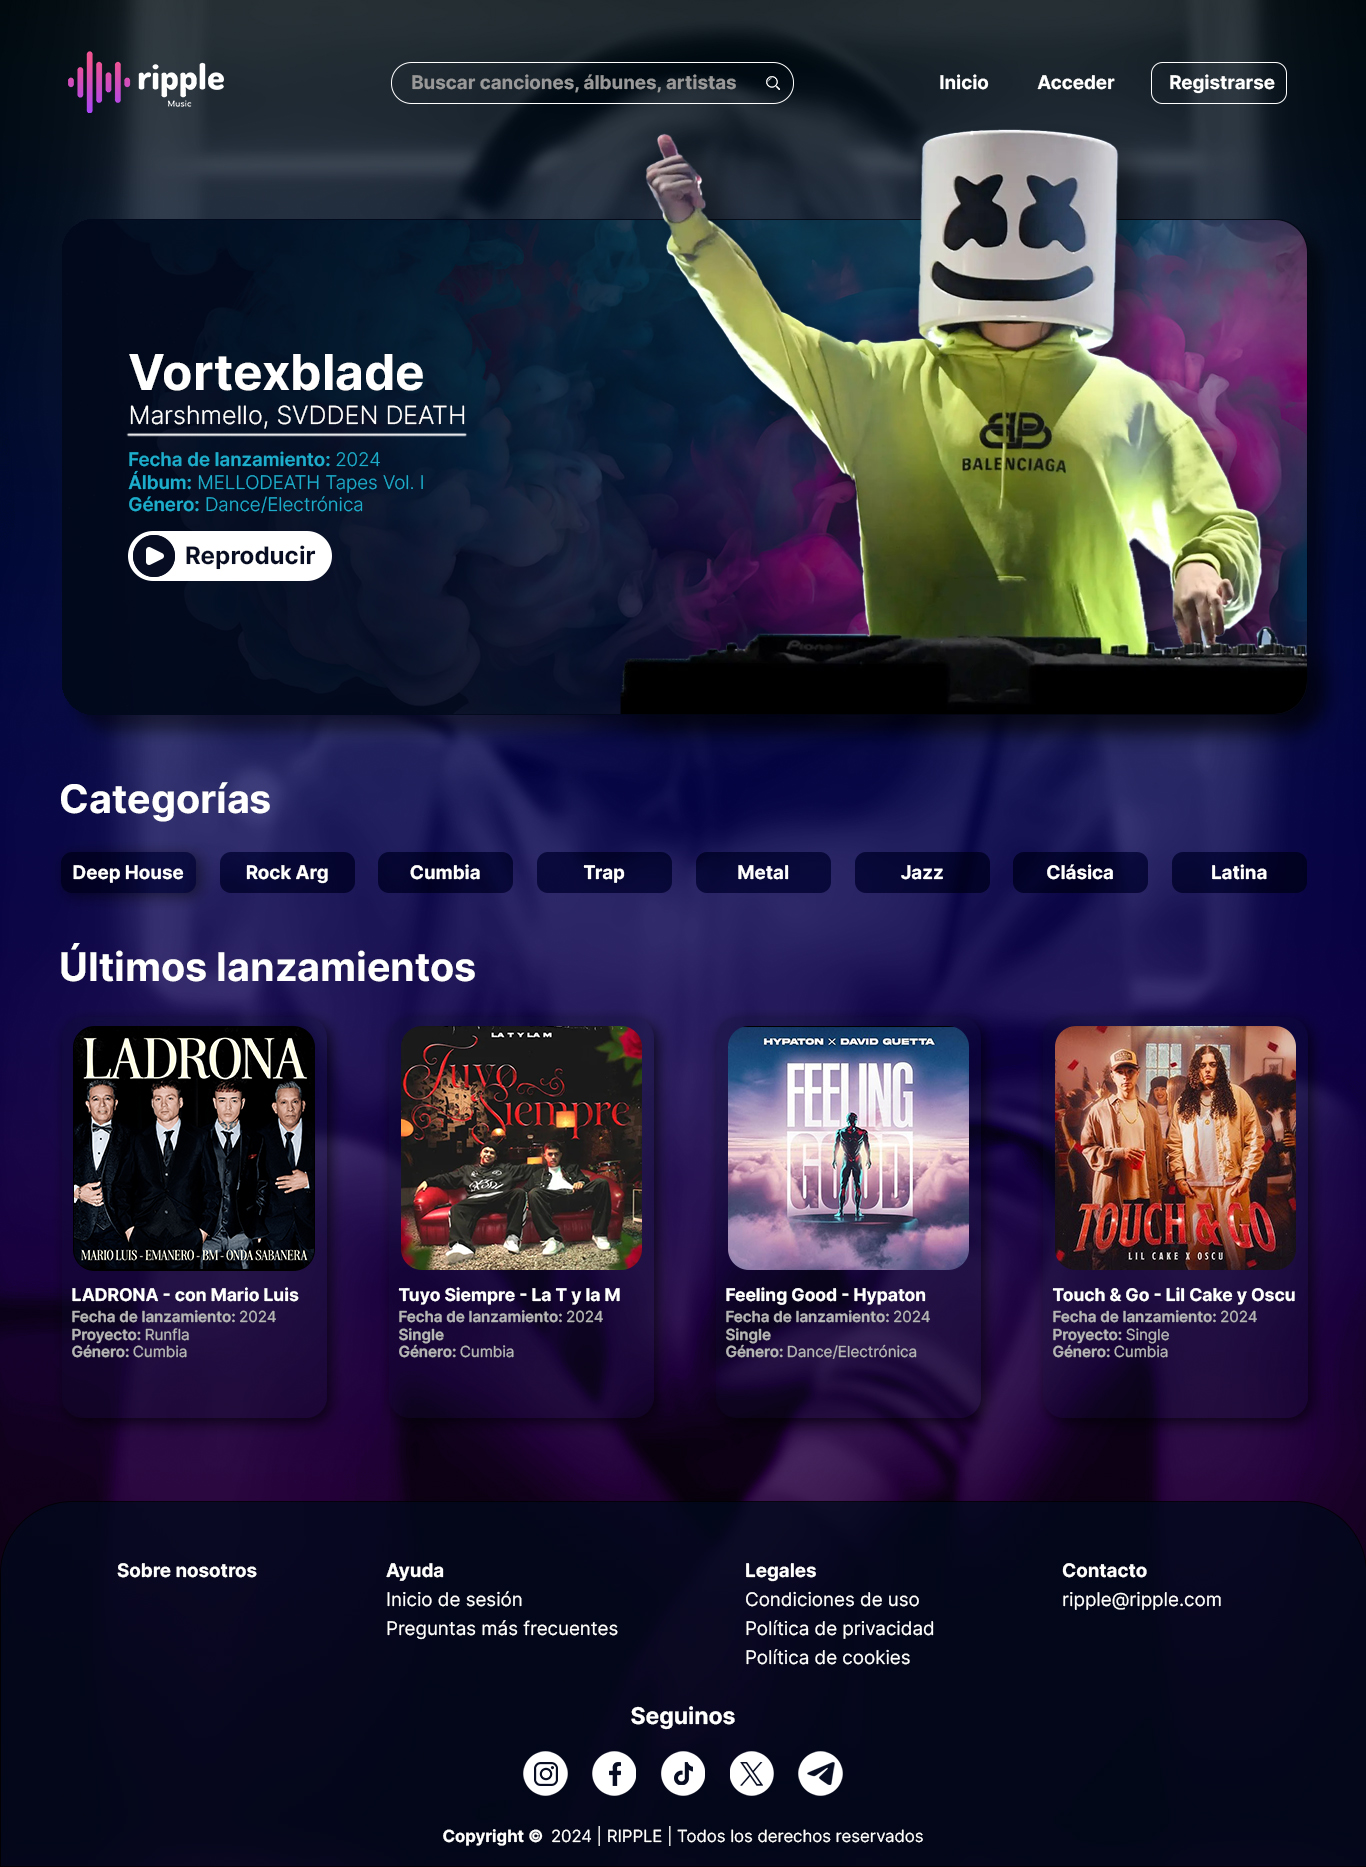 ripple
Music
Buscar canciones, álbunes, artistas
Inicio
Acceder
Registrarse
Vortexblade
Marshmello, SVDDEN DEATH
Fecha de lanzamiento: 2024
Álbum: MELLODEATH Tapes Vol. I
Género: Dance/Electrónica
Reproducir
BALENCIAGA
Pioneer
Categorías
Deep House
Rock Arg
Cumbia
Trap
Metal
Jazz
Clásica
Latina
Últimos lanzamientos
LADRONA
MARIO LUIS - EMANERO - BM - ONDA SABANERA
LADRONA - con Mario Luis
Fecha de lanzamiento: 2024
Proyecto: Runfla
Género: Cumbia
LA T Y LA M
Tuyo
Siempre
Tuyo Siempre - La T y la M
Fecha de lanzamiento: 2024
Single
Género: Cumbia
HYPATON X DAVID GUETTA
FEELING
GOOD
Feeling Good - Hypaton
Fecha de lanzamiento: 2024
Single
Género: Dance/Electrónica
TOUCH & GO
LIL CAKE X OSCU
Touch & Go - Lil Cake y Oscu
Fecha de lanzamiento: 2024
Proyecto: Single
Género: Cumbia
Sobre nosotros
Ayuda
Inicio de sesión
Preguntas más frecuentes
Legales
Condiciones de uso
Política de privacidad
Política de cookies
Contacto
ripple@ripple.com
Seguinos
Copyright © 2024 | RIPPLE | Todos los derechos reservados